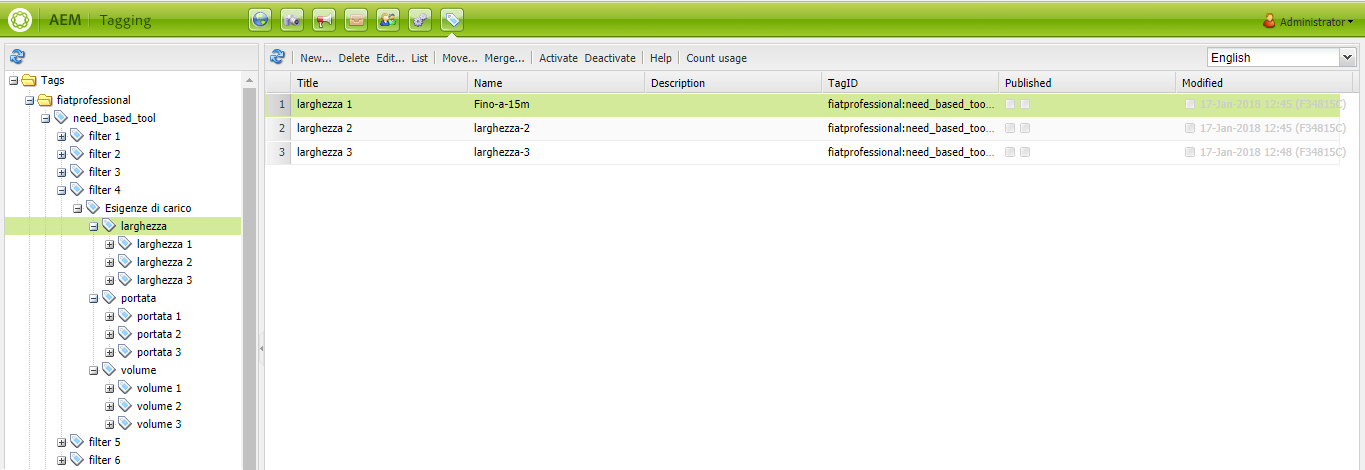 AEM Tagging Administrator
New... Delete Edit... List Move... Merge... Activate Deactivate Help Count usage English
Title Name Description TagID Published Modified
1 larghezza 1 Fino-a-15m fiatprofessional:need_based_too... 17-Jan-2018 12:45 (F34815C)
2 larghezza 2 larghezza-2 fiatprofessional:need_based_too... 17-Jan-2018 12:45 (F34815C)
3 larghezza 3 larghezza-3 fiatprofessional:need_based_too... 17-Jan-2018 12:48 (F34815C)
Tags
fiatprofessional
need_based_tool
filter 1
filter 2
filter 3
filter 4
Esigenze di carico
larghezza
larghezza 1
larghezza 2
larghezza 3
portata
portata 1
portata 2
portata 3
volume
volume 1
volume 2
volume 3
filter 5
filter 6